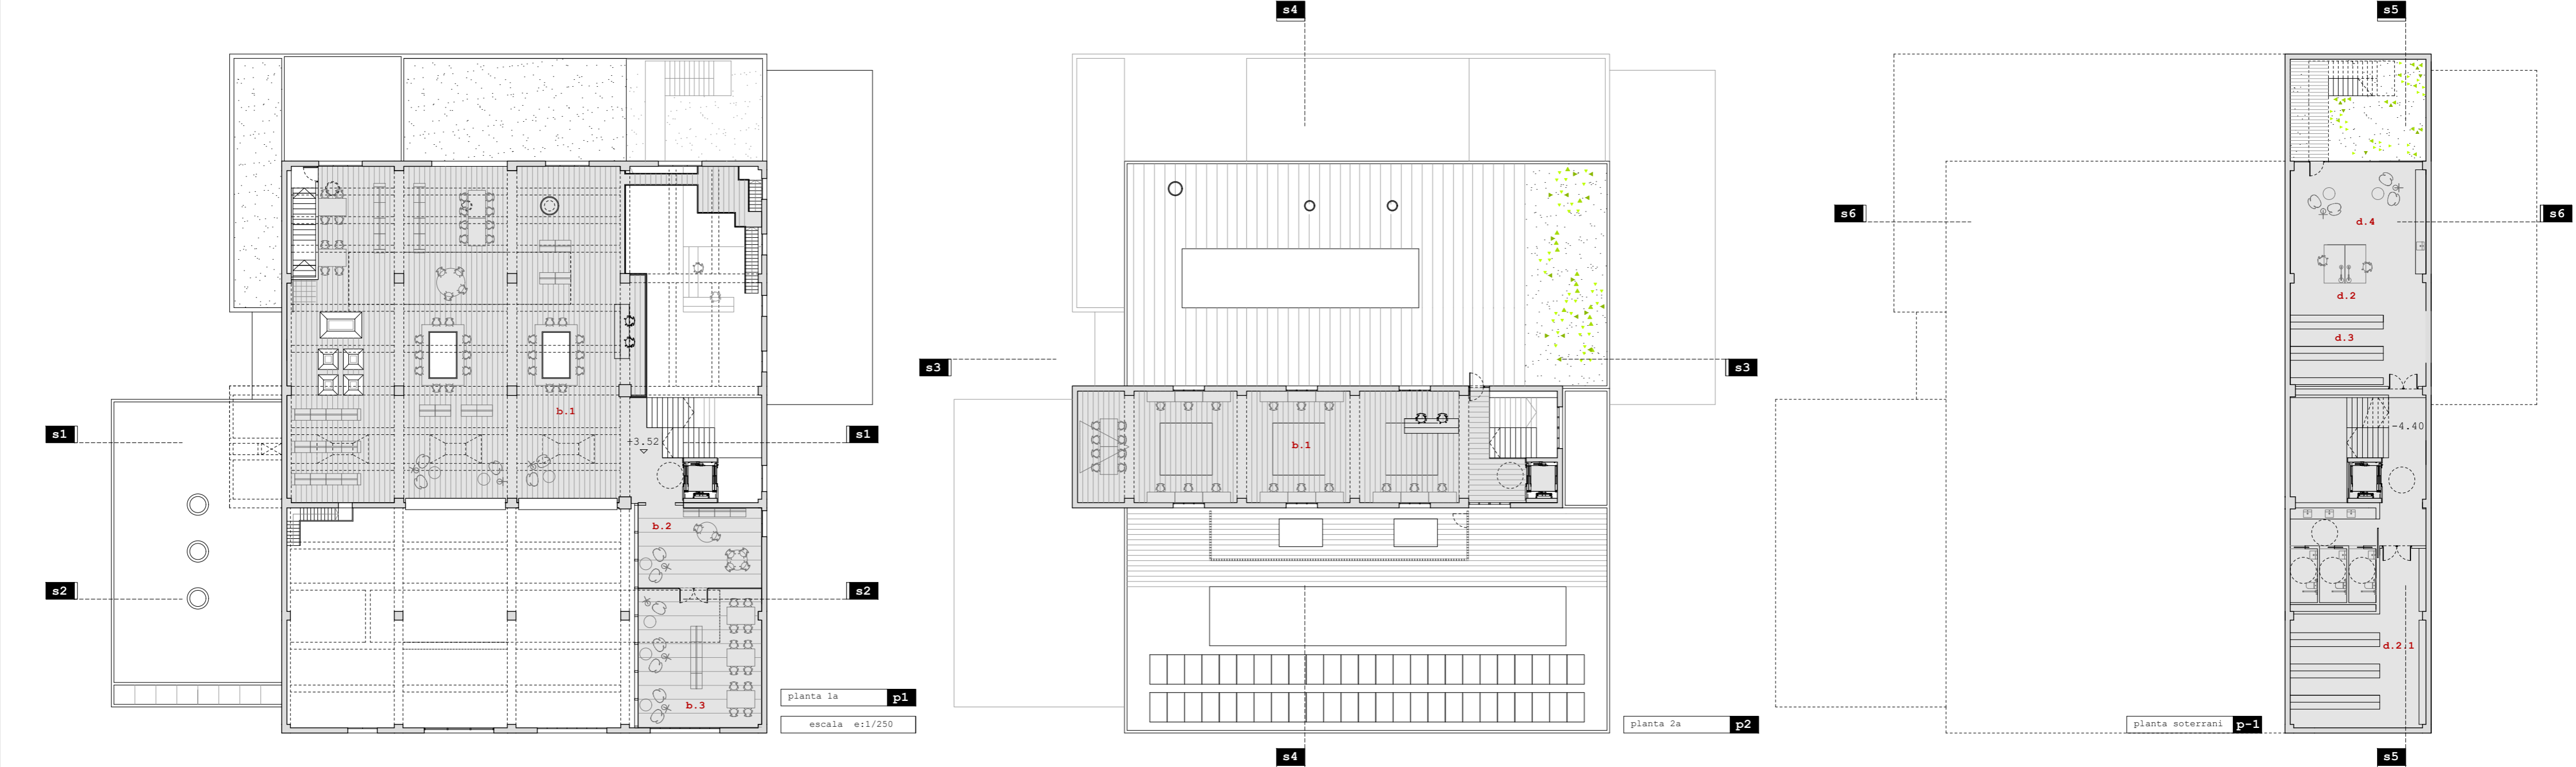 s4
s5
s6
s6
d.4
d.2
d.3
s3
s3
b.1
s1
s1
+3.52
b.1
-4.40
b.2
s2
s2
d.2.1
b.3
planta 1a p1
escala e:1/250
planta 2a p2
planta soterrani p-1
s4
s5